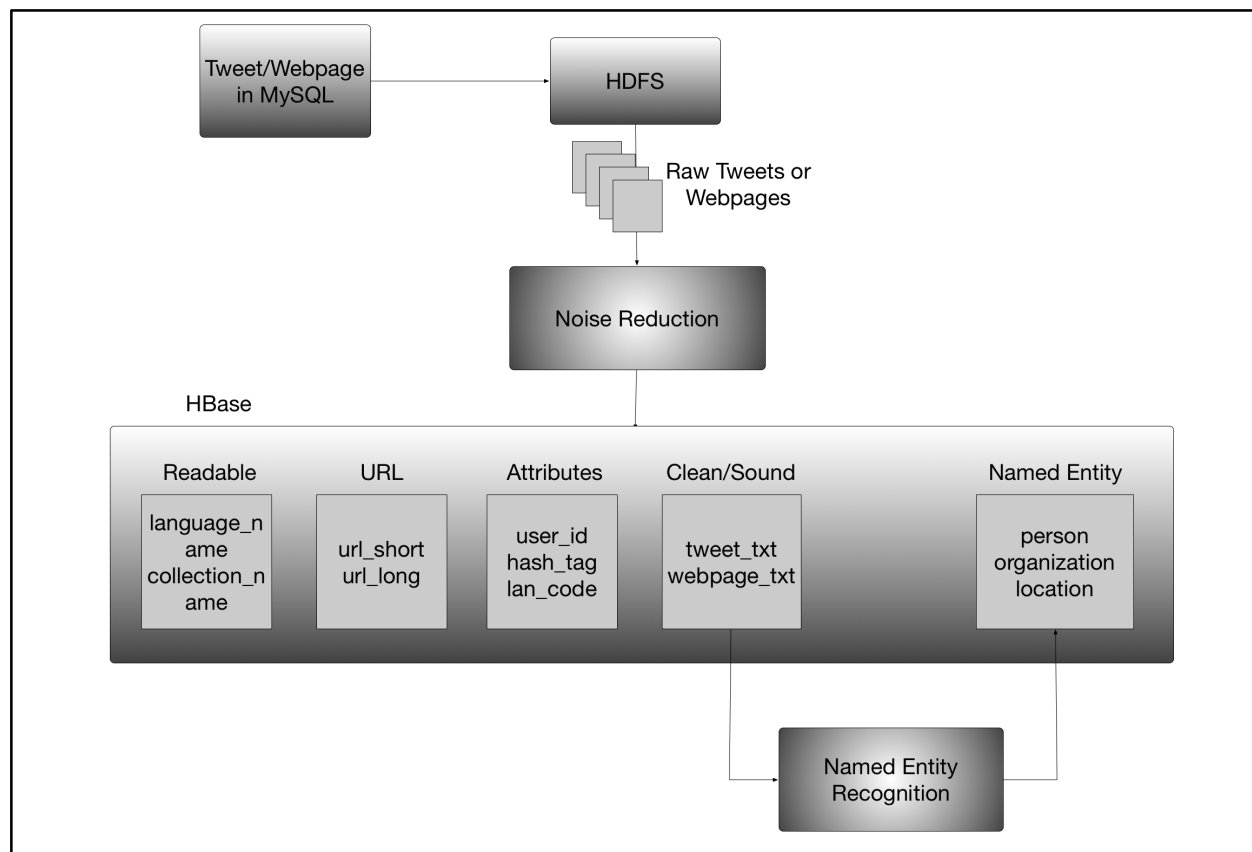 Tweet/Webpage
in MySQL
HDFS
Raw Tweets or
Webpages
Noise Reduction
HBase
Readable
language_n
ame
collection_n
ame
URL
url_short
url_long
Attributes
user_id
hash_tag
lan_code
Clean/Sound
tweet_txt
webpage_txt
Named Entity
person
organization
location
Named Entity
Recognition